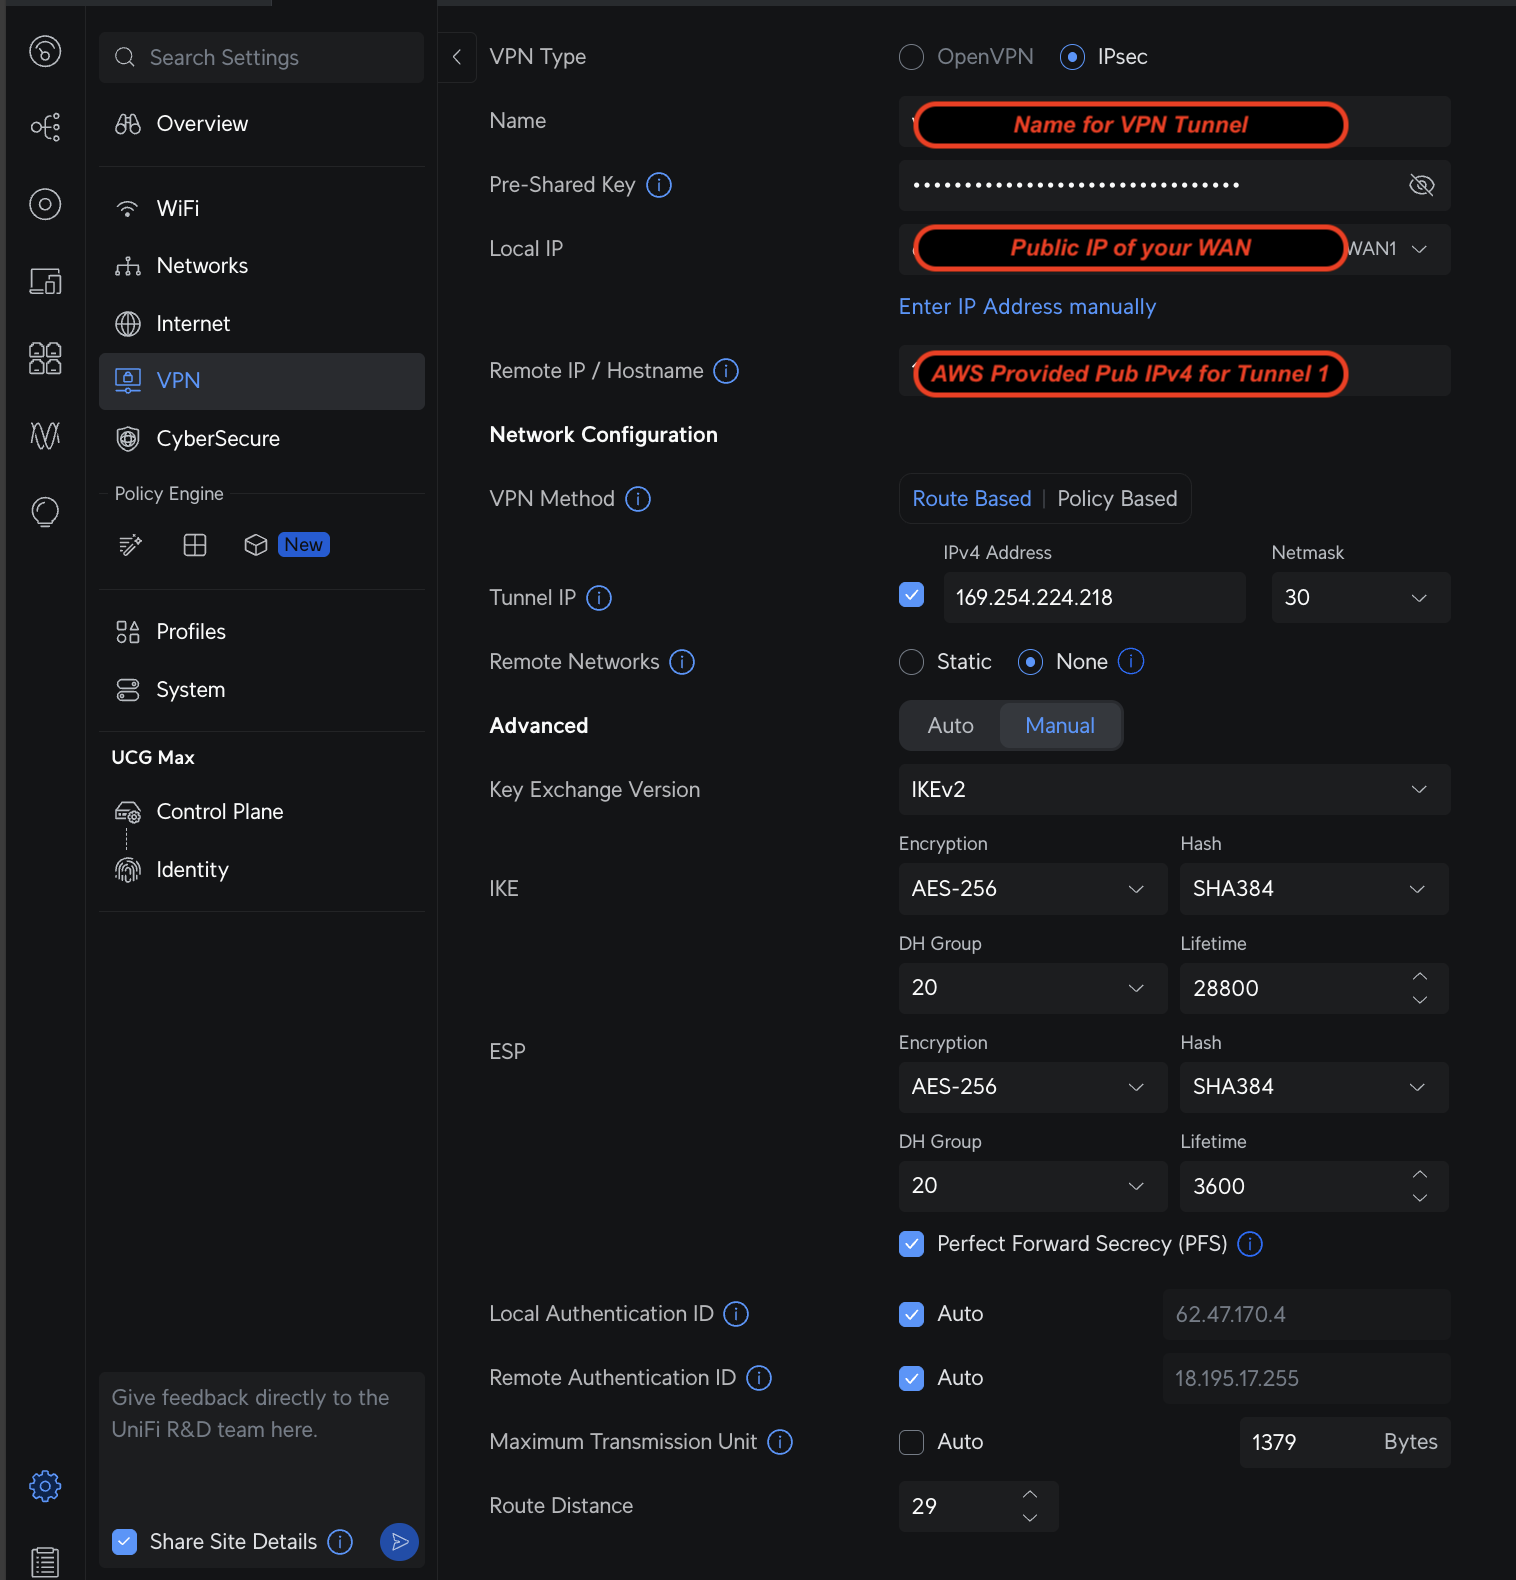 Search Settings
Overview
WiFi
Networks
Internet
VPN
CyberSecure
Policy Engine
New
Profiles
System
UCG Max
Control Plane
Identity
Give feedback directly to the
UniFi R&D team here.
Share Site Details
VPN Type
OpenVPN IPsec
Name
Name for VPN Tunnel
Pre-Shared Key
••••••••••••••••••••••••••••••••
Local IP
Public IP of your WAN
WAN1
Enter IP Address manually
Remote IP / Hostname
AWS Provided Pub IPv4 for Tunnel 1
Network Configuration
VPN Method
Route Based | Policy Based
IPv4 Address Netmask
Tunnel IP
169.254.224.218 30
Remote Networks
Static None
Advanced
Auto Manual
Key Exchange Version
IKEv2
Encryption Hash
IKE
AES-256 SHA384
DH Group Lifetime
20 28800
Encryption Hash
ESP
AES-256 SHA384
DH Group Lifetime
20 3600
Perfect Forward Secrecy (PFS)
Local Authentication ID
Auto 62.47.170.4
Remote Authentication ID
Auto 18.195.17.255
Maximum Transmission Unit
Auto 1379 Bytes
Route Distance
29